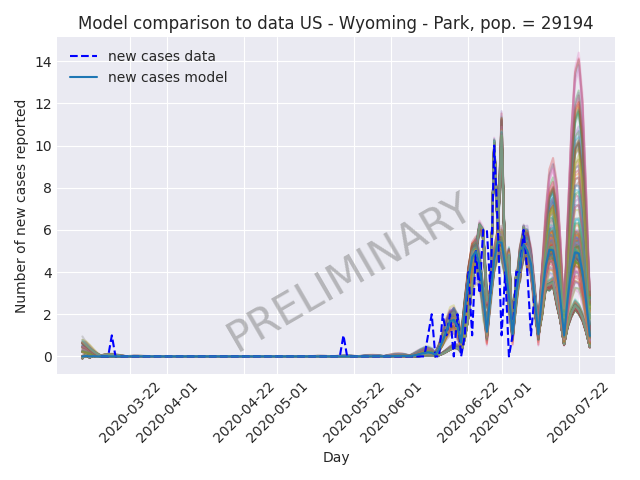 Model comparison to data US - Wyoming - Park, pop. = 29194
new cases data
new cases model
Number of new cases reported
14
12
10
8
6
4
2
0
PRELIMINARY
2020-03-22
2020-04-01
2020-04-22
2020-05-01
2020-05-22
2020-06-01
2020-06-22
2020-07-01
2020-07-22
Day